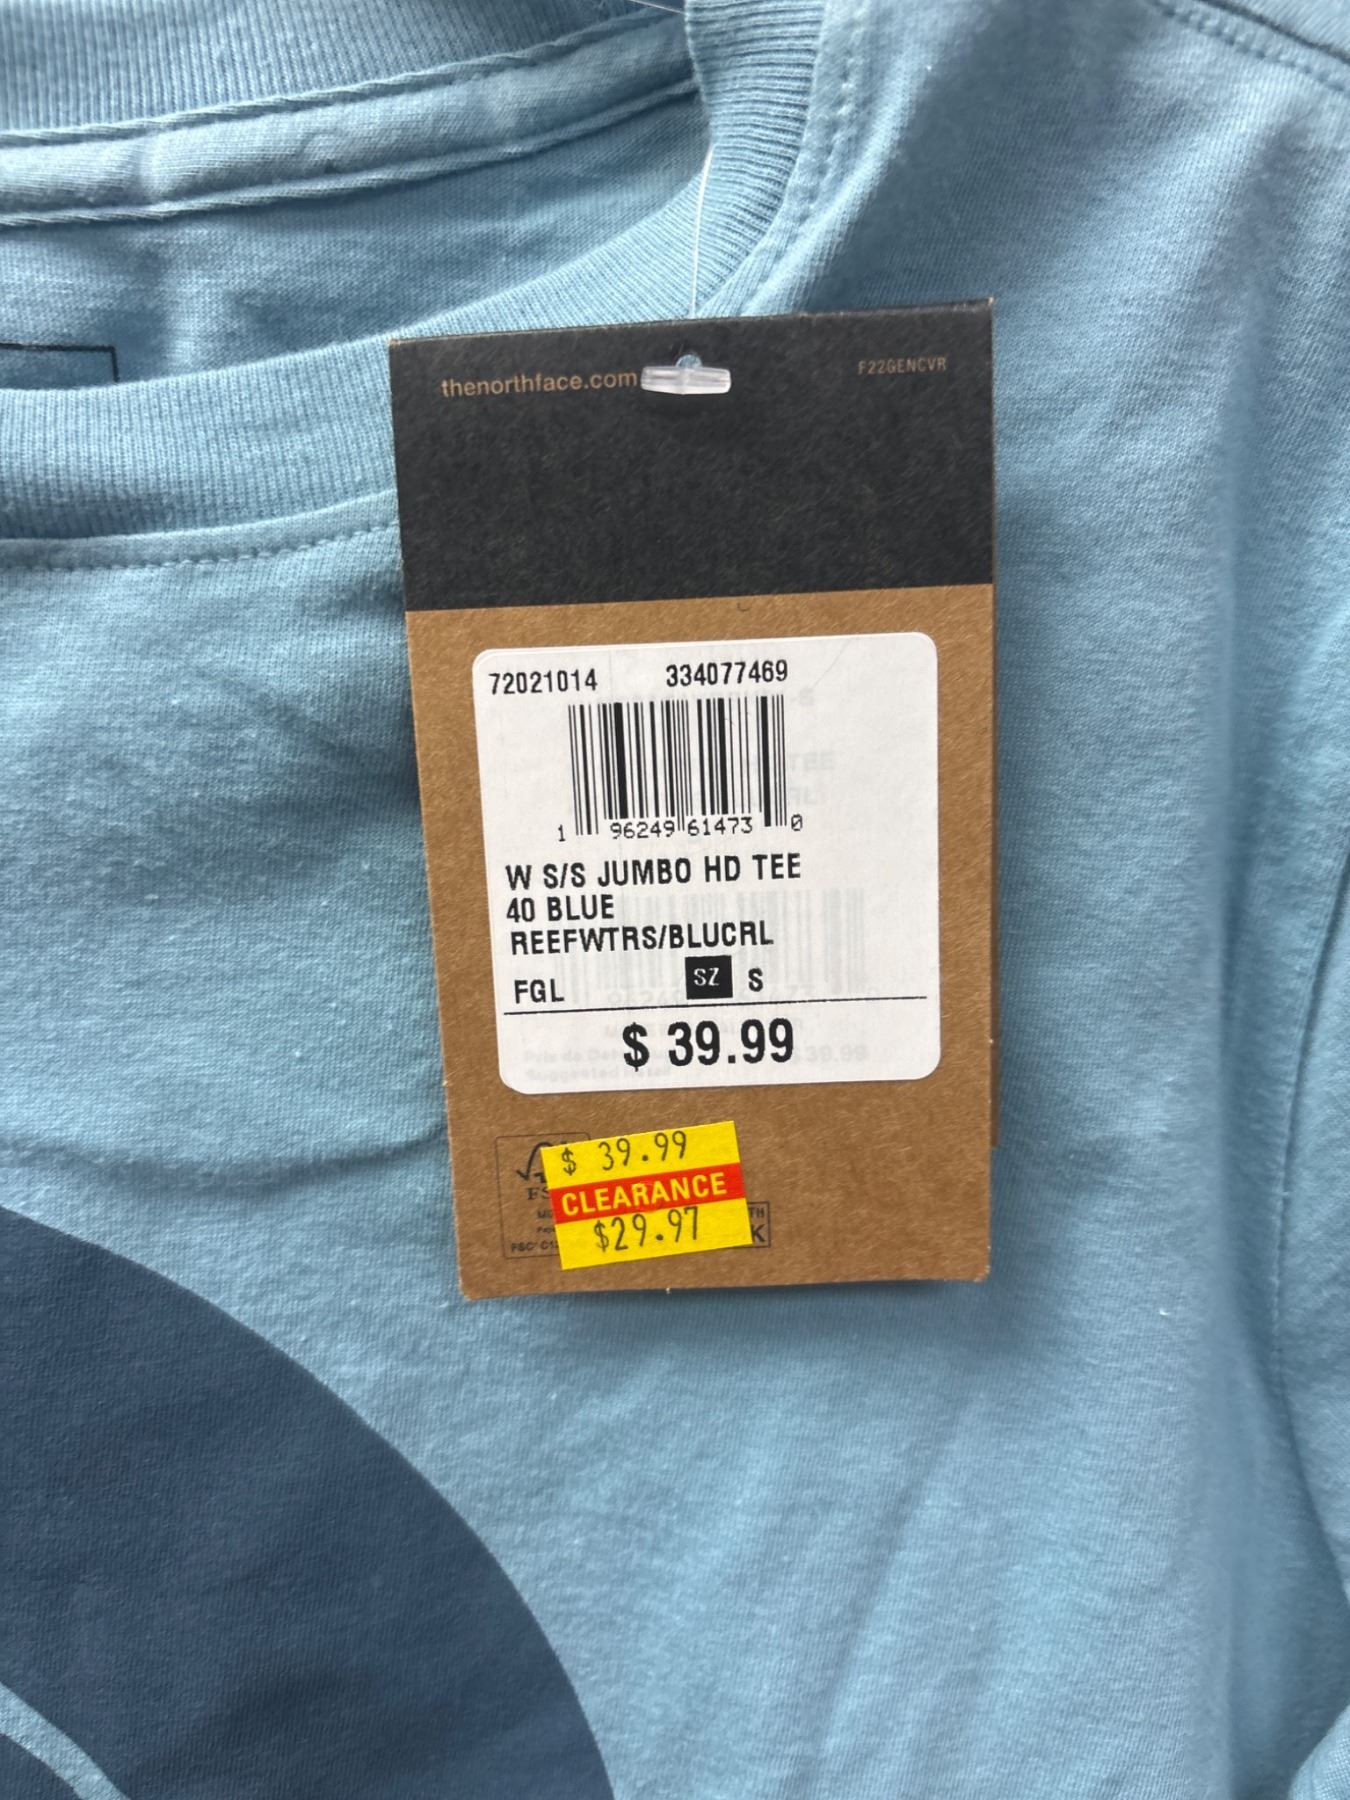 thenorthface.com
F22GENCVR
72021014 334077469
1 96249 61473 0
W S/S JUMBO HD TEE
40 BLUE
REEFWTRS/BLUCRL
FGL SZ S
$ 39.99
$ 39.99
CLEARANCE
$29.97